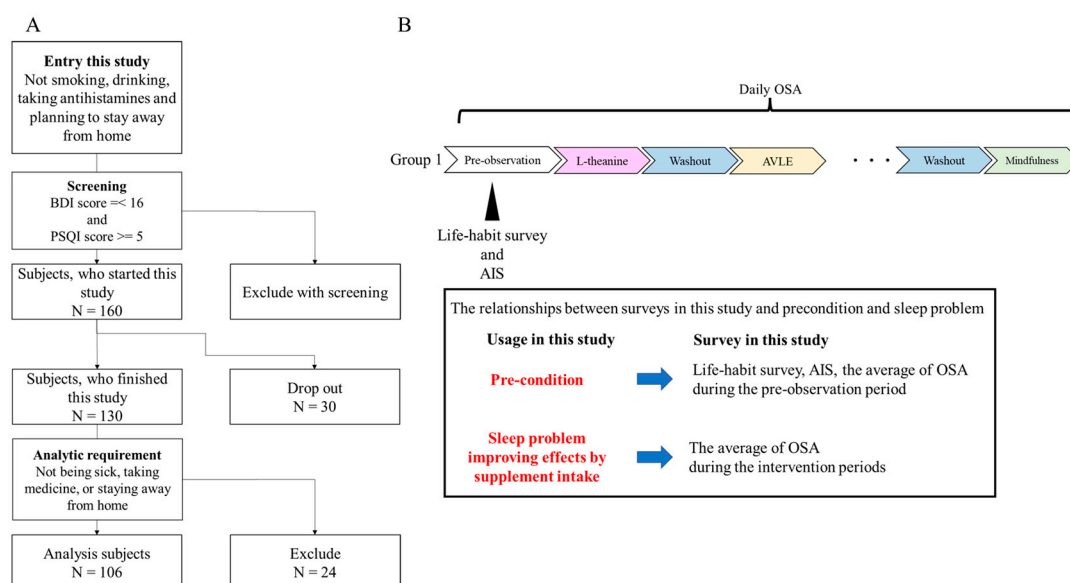 A
Entry this study
Not smoking, drinking,
taking antihistamines and
planning to stay away
from home
Screening
BDI score =< 16
and
PSQI score >= 5
Subjects, who started this
study
N = 160
Exclude with screening
Subjects, who finished
this study
N = 130
Drop out
N = 30
Analytic requirement
Not being sick, taking
medicine, or staying away
from home
Analysis subjects
N = 106
Exclude
N = 24
B
Daily OSA
Group 1
Pre-observation
L-theanine
Washout
AVLE
· · ·
Washout
Mindfulness
Life-habit survey
and
AIS
The relationships between surveys in this study and precondition and sleep problem
Usage in this study
Survey in this study
Pre-condition
Life-habit survey, AIS, the average of OSA
during the pre-observation period
Sleep problem
improving effects by
supplement intake
The average of OSA
during the intervention periods